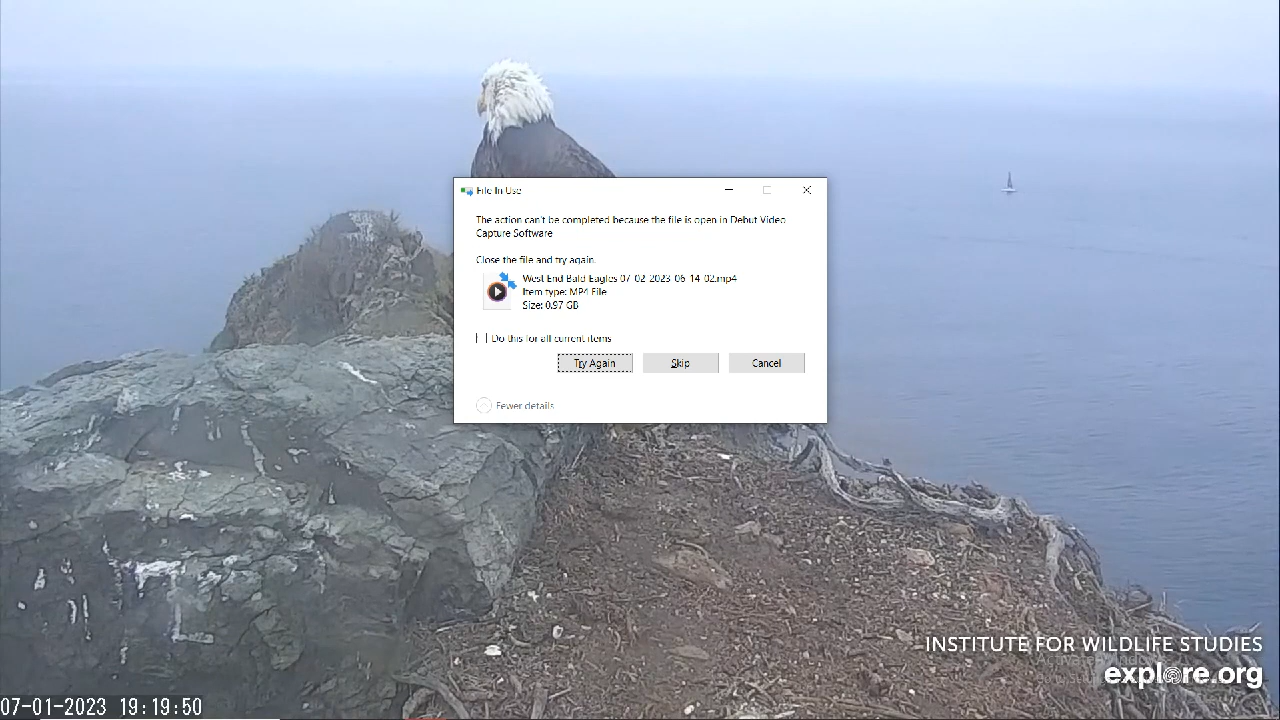 File In Use
The action can't be completed because the file is open in Debut Video
Capture Software
Close the file and try again.
West End Bald Eagles 07-02-2023-06-14-02.mp4
Item type: MP4 File
Size: 0.97 GB
Do this for all current items
Try Again
Skip
Cancel
Fewer details
INSTITUTE FOR WILDLIFE STUDIES
explore.org
07-01-2023 19:19:50